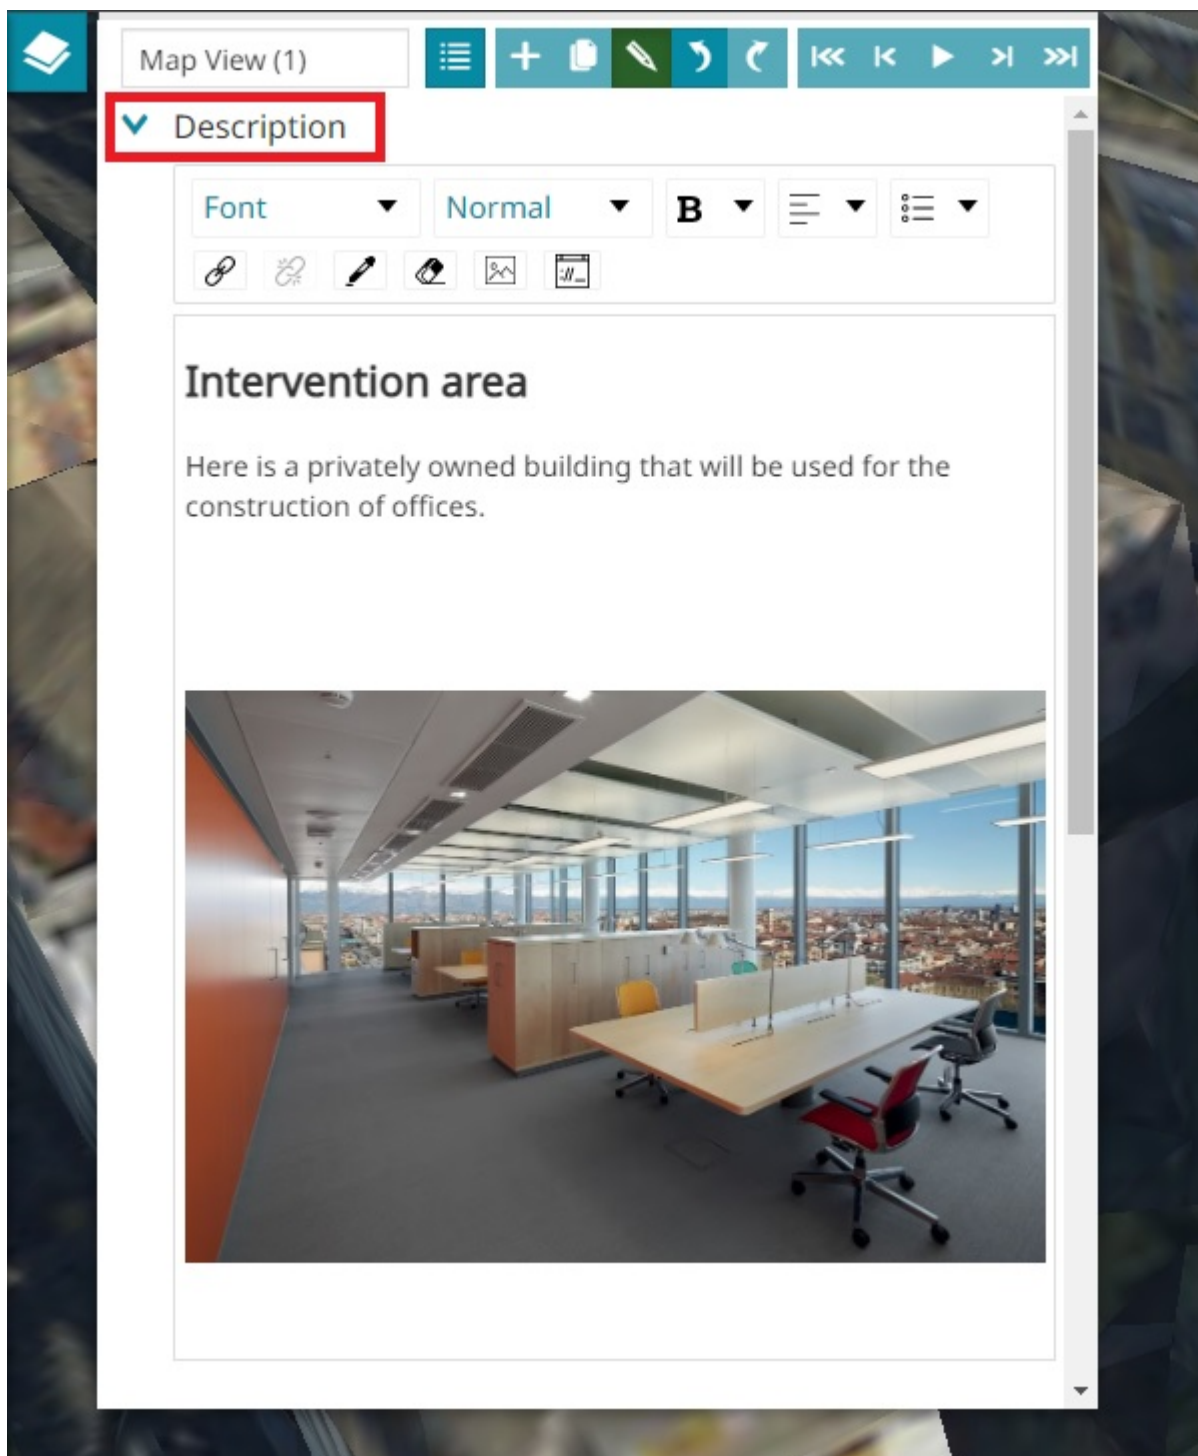 Map View (1)
Description
Font
Normal
B
Intervention area
Here is a privately owned building that will be used for the
construction of offices.